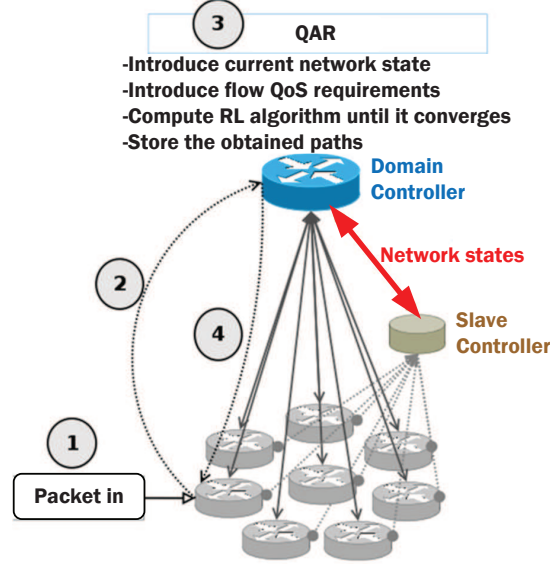 3
QAR
-Introduce current network state
-Introduce flow QoS requirements
-Compute RL algorithm until it converges
-Store the obtained paths
Domain
Controller
Network states
2
4
Slave
Controller
1
Packet in